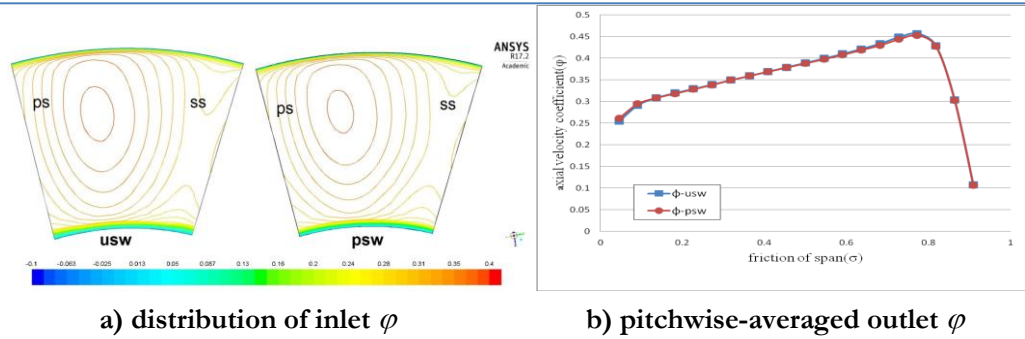 ANSYS
R17.2
Academic
ps
ss
ps
ss
usw
psw
-0.1 -0.063 -0.025 0.013 0.05 0.087 0.13 0.16 0.2 0.24 0.28 0.31 0.35 0.4
a) distribution of inlet φ
axial velocity coefficient(φ)
0.5
0.45
0.4
0.35
0.3
0.25
0.2
0.15
0.1
0.05
0
ϕ-usw
ϕ-psw
0 0.2 0.4 0.6 0.8 1
friction of span(σ)
b) pitchwise-averaged outlet φ